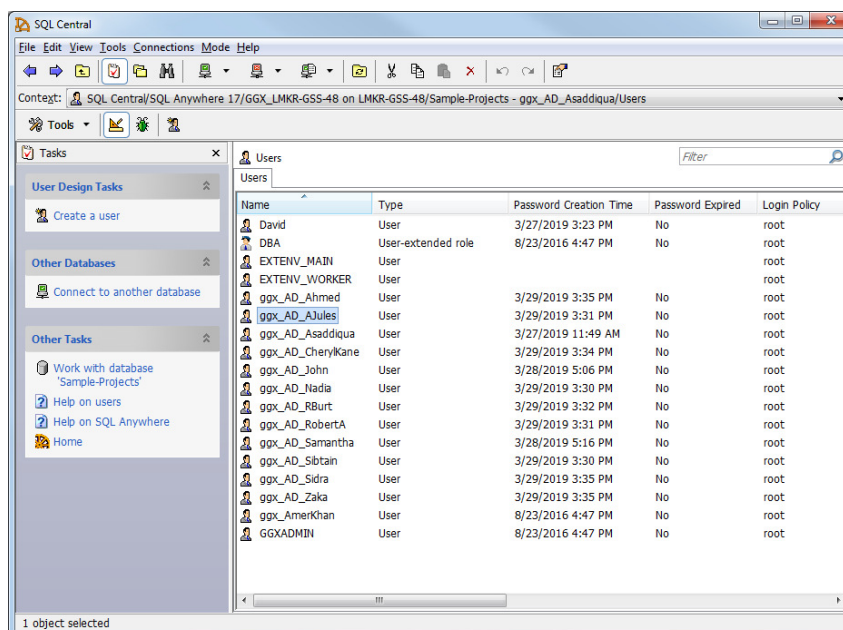 SQL Central
File Edit View Tools Connections Mode Help
Context: SQL Central/SQL Anywhere 17/GGX_LMKR-GSS-48 on LMKR-GSS-48/Sample-Projects - ggx_AD_Asaddiqua/Users
Tools
Tasks
User Design Tasks
Create a user
Other Databases
Connect to another database
Other Tasks
Work with database
'Sample-Projects'
Help on users
Help on SQL Anywhere
Home
Users
Filter
Users
Name Type Password Creation Time Password Expired Login Policy
David User 3/27/2019 3:23 PM No root
DBA User-extended role 8/23/2016 4:47 PM No root
EXTENV_MAIN User root
EXTENV_WORKER User root
ggx_AD_Ahmed User 3/29/2019 3:35 PM No root
ggx_AD_AJules User 3/29/2019 3:31 PM No root
ggx_AD_Asaddiqua User 3/27/2019 11:49 AM No root
ggx_AD_CherylKane User 3/29/2019 3:34 PM No root
ggx_AD_John User 3/28/2019 5:06 PM No root
ggx_AD_Nadia User 3/29/2019 3:30 PM No root
ggx_AD_RBurt User 3/29/2019 3:32 PM No root
ggx_AD_RobertA User 3/29/2019 3:31 PM No root
ggx_AD_Samantha User 3/28/2019 5:16 PM No root
ggx_AD_Sibtain User 3/29/2019 3:30 PM No root
ggx_AD_Sidra User 3/29/2019 3:35 PM No root
ggx_AD_Zaka User 3/29/2019 3:35 PM No root
ggx_AmerKhan User 8/23/2016 4:47 PM No root
GGXADMIN User 8/23/2016 4:47 PM No root
1 object selected